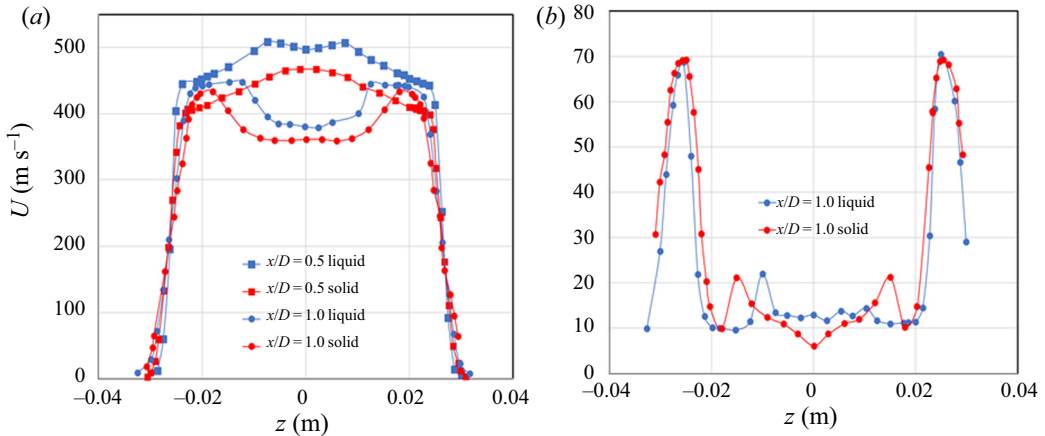 (a)
500
400
300
200
100
0
U (m s⁻¹)
x/D = 0.5 liquid
x/D = 0.5 solid
x/D = 1.0 liquid
x/D = 1.0 solid
–0.04
–0.02
0
0.02
0.04
z (m)
(b)
80
70
60
50
40
30
20
10
0
x/D = 1.0 liquid
x/D = 1.0 solid
–0.04
–0.02
0
0.02
0.04
z (m)